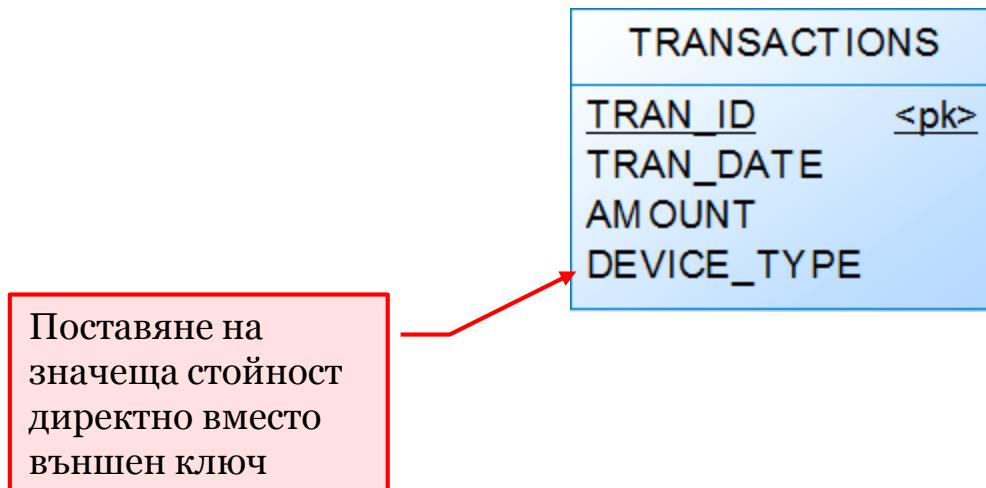 TRANSACTIONS
TRAN_ID <pk>
TRAN_DATE
AMOUNT
DEVICE_TYPE
Поставяне на
значеща стойност
директно вместо
външен ключ